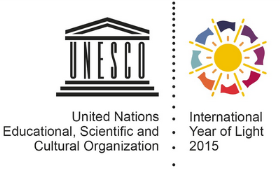 UNESCO
United Nations
Educational, Scientific and
Cultural Organization
International
Year of Light
2015